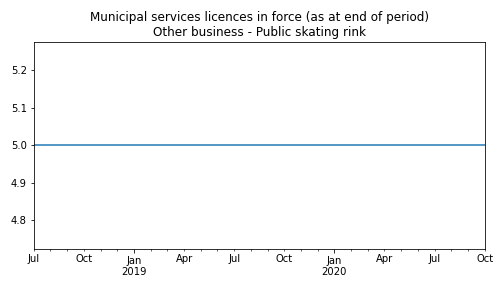 Municipal services licences in force (as at end of period)
Other business - Public skating rink
5.2
5.1
5.0
4.9
4.8
Jul Oct Jan Apr Jul Oct Jan Apr Jul Oct
2019 2020